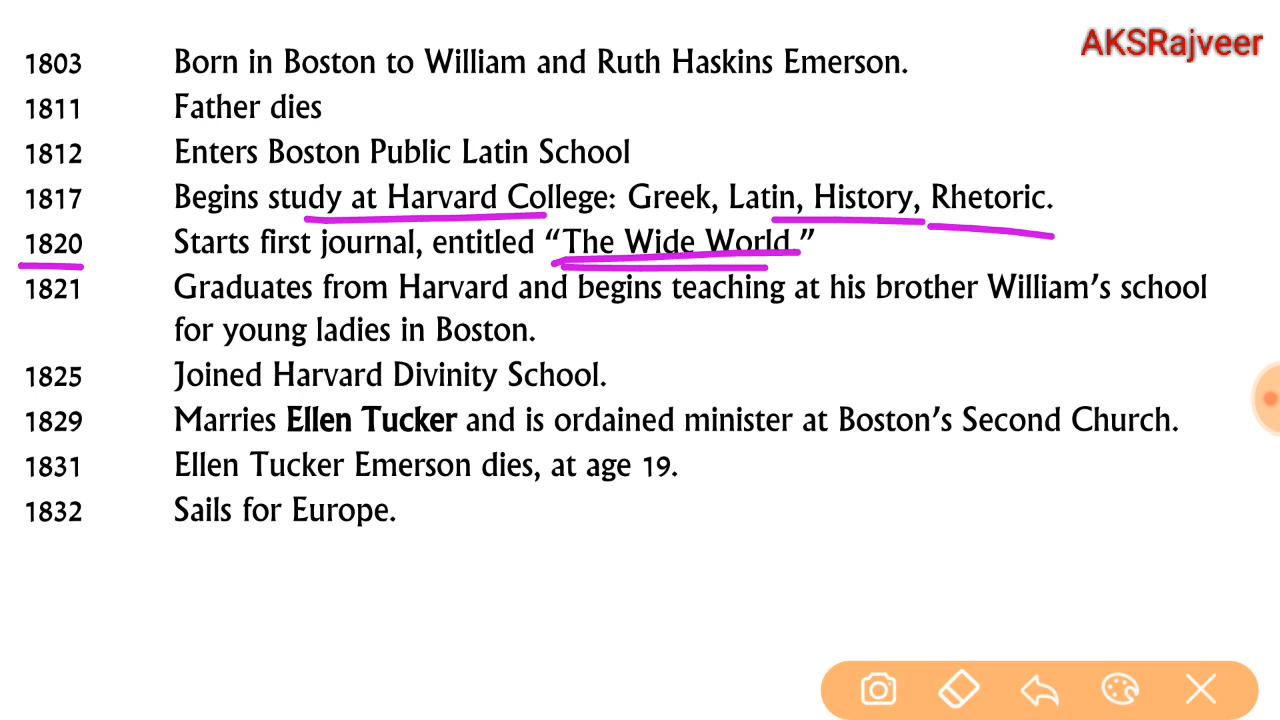 AKSRajveer
1803 Born in Boston to William and Ruth Haskins Emerson.
1811 Father dies
1812 Enters Boston Public Latin School
1817 Begins study at Harvard College: Greek, Latin, History, Rhetoric.
1820 Starts first journal, entitled “The Wide World.”
1821 Graduates from Harvard and begins teaching at his brother William’s school
for young ladies in Boston.
1825 Joined Harvard Divinity School.
1829 Marries Ellen Tucker and is ordained minister at Boston’s Second Church.
1831 Ellen Tucker Emerson dies, at age 19.
1832 Sails for Europe.